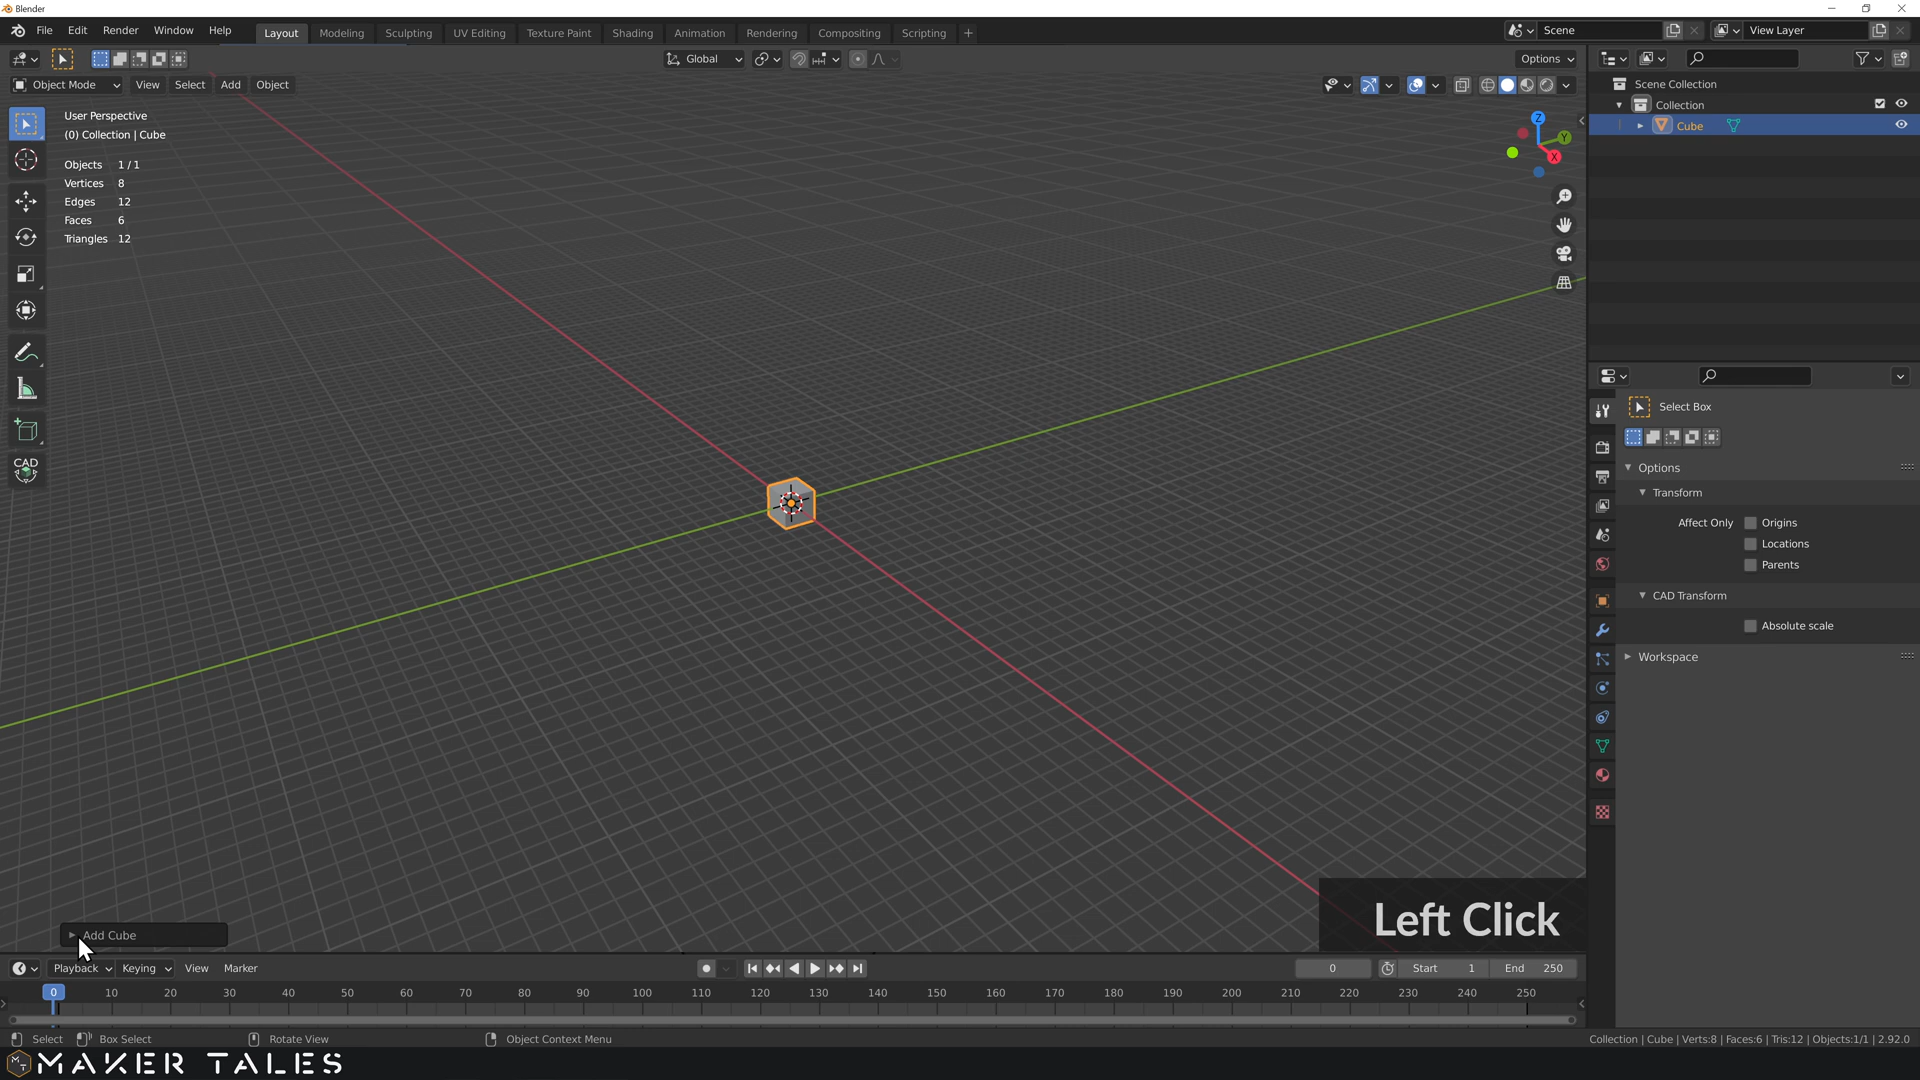 Blender
File Edit Render Window Help
Layout Modeling Sculpting UV Editing Texture Paint Shading Animation Rendering Compositing Scripting +
Scene
View Layer
Global
Options
Object Mode View Select Add Object
User Perspective
(0) Collection | Cube
Objects 1/1
Vertices 8
Edges 12
Faces 6
Triangles 12
CAD
Z
Y
X
Scene Collection
Collection
Cube
Select Box
Options
Transform
Affect Only Origins
Locations
Parents
CAD Transform
Absolute scale
Workspace
Left Click
Add Cube
Playback Keying View Marker
0
Start 1
End 250
0 10 20 30 40 50 60 70 80 90 100 110 120 130 140 150 160 170 180 190 200 210 220 230 240 250
Select Box Select Rotate View Object Context Menu
Collection | Cube | Verts:8 | Faces:6 | Tris:12 | Objects:1/1 | 2.92.0
MT MAKER TALES